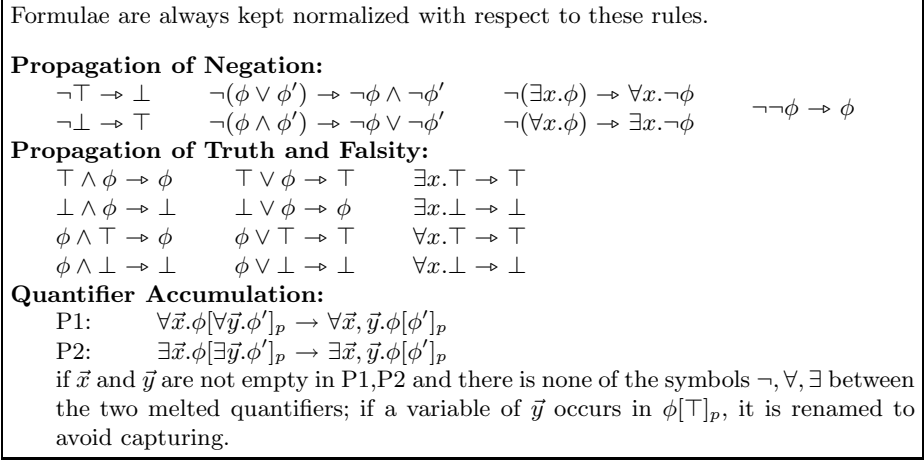 Formulae are always kept normalized with respect to these rules.
Propagation of Negation:
¬⊤ ⇾ ⊥ ¬(ϕ ∨ ϕ′) ⇾ ¬ϕ ∧ ¬ϕ′ ¬(∃x.ϕ) ⇾ ∀x.¬ϕ
¬¬ϕ ⇾ ϕ
¬⊥ ⇾ ⊤ ¬(ϕ ∧ ϕ′) ⇾ ¬ϕ ∨ ¬ϕ′ ¬(∀x.ϕ) ⇾ ∃x.¬ϕ
Propagation of Truth and Falsity:
⊤ ∧ ϕ ⇾ ϕ ⊤ ∨ ϕ ⇾ ⊤ ∃x.⊤ ⇾ ⊤
⊥ ∧ ϕ ⇾ ⊥ ⊥ ∨ ϕ ⇾ ϕ ∃x.⊥ ⇾ ⊥
ϕ ∧ ⊤ ⇾ ϕ ϕ ∨ ⊤ ⇾ ⊤ ∀x.⊤ ⇾ ⊤
ϕ ∧ ⊥ ⇾ ⊥ ϕ ∨ ⊥ ⇾ ⊥ ∀x.⊥ ⇾ ⊥
Quantifier Accumulation:
P1: ∀x⃗.ϕ[∀y⃗.ϕ′]ₚ → ∀x⃗, y⃗.ϕ[ϕ′]ₚ
P2: ∃x⃗.ϕ[∃y⃗.ϕ′]ₚ → ∃x⃗, y⃗.ϕ[ϕ′]ₚ
if x⃗ and y⃗ are not empty in P1,P2 and there is none of the symbols ¬, ∀, ∃ between
the two melted quantifiers; if a variable of y⃗ occurs in ϕ[⊤]ₚ, it is renamed to
avoid capturing.